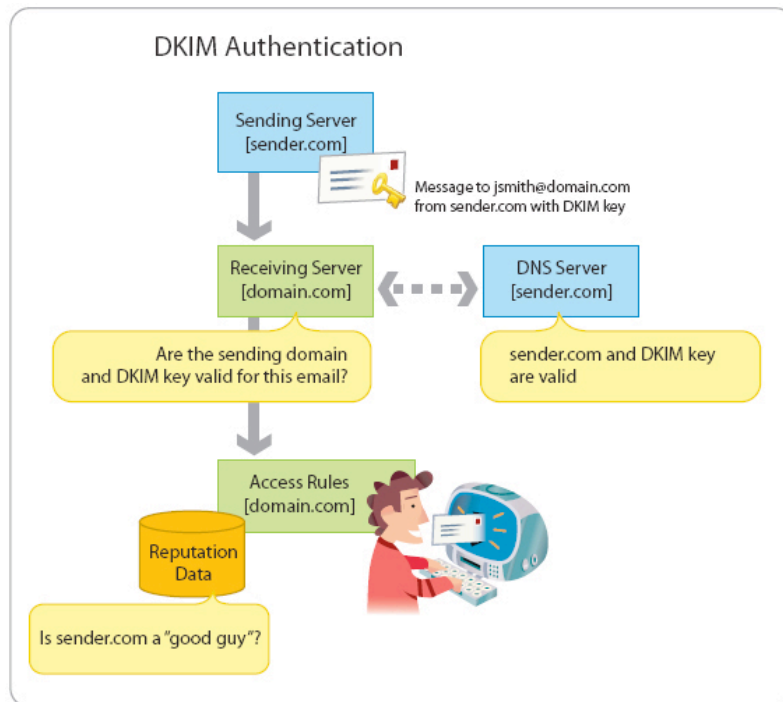 DKIM Authentication
Sending Server
[sender.com]
Message to jsmith@domain.com
from sender.com with DKIM key
Receiving Server
[domain.com]
DNS Server
[sender.com]
Are the sending domain
and DKIM key valid for this email?
sender.com and DKIM key
are valid
Access Rules
[domain.com]
Reputation
Data
Is sender.com a “good guy”?